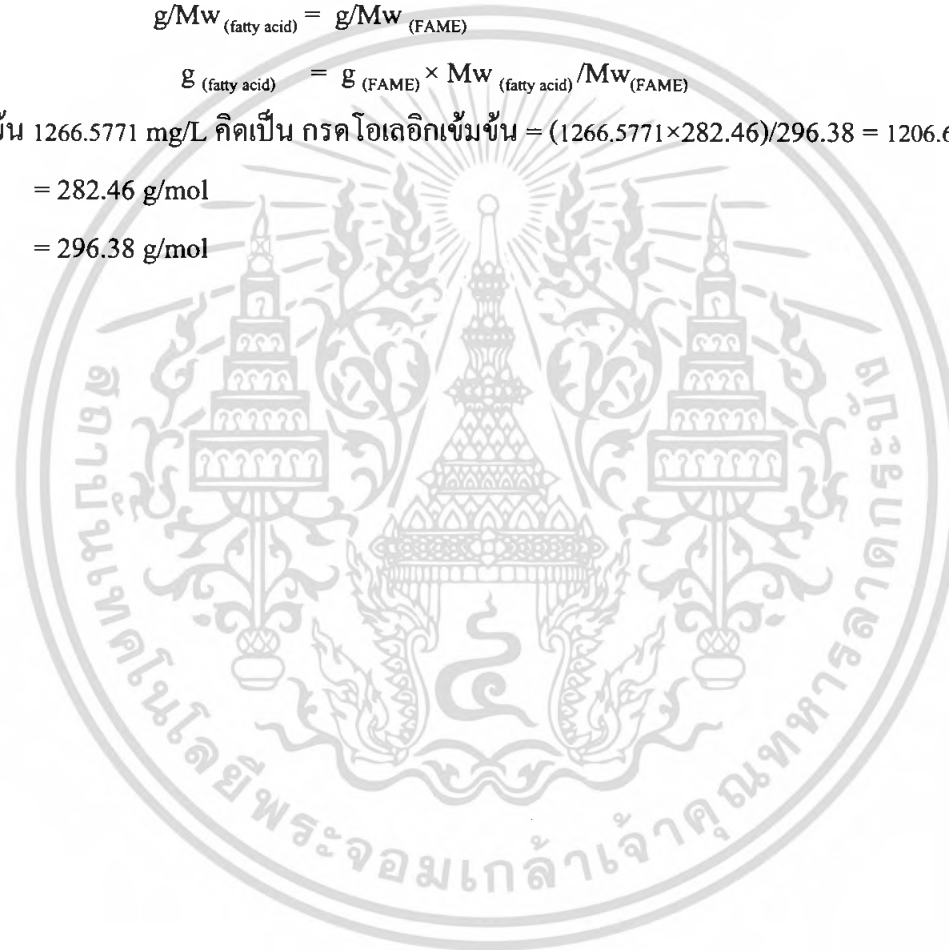 g/Mw (fatty acid) = g/Mw (FAME)
g (fatty acid) = g (FAME) × Mw (fatty acid) /Mw(FAME)
ข้น 1266.5771 mg/L คิดเป็น กรดโอเลอิกเข้มข้น = (1266.5771×282.46)/296.38 = 1206.6
= 282.46 g/mol
= 296.38 g/mol
สถาบันเทคโนโลยีพระจอมเกล้าเจ้าคุณทหารลาดกระบัง